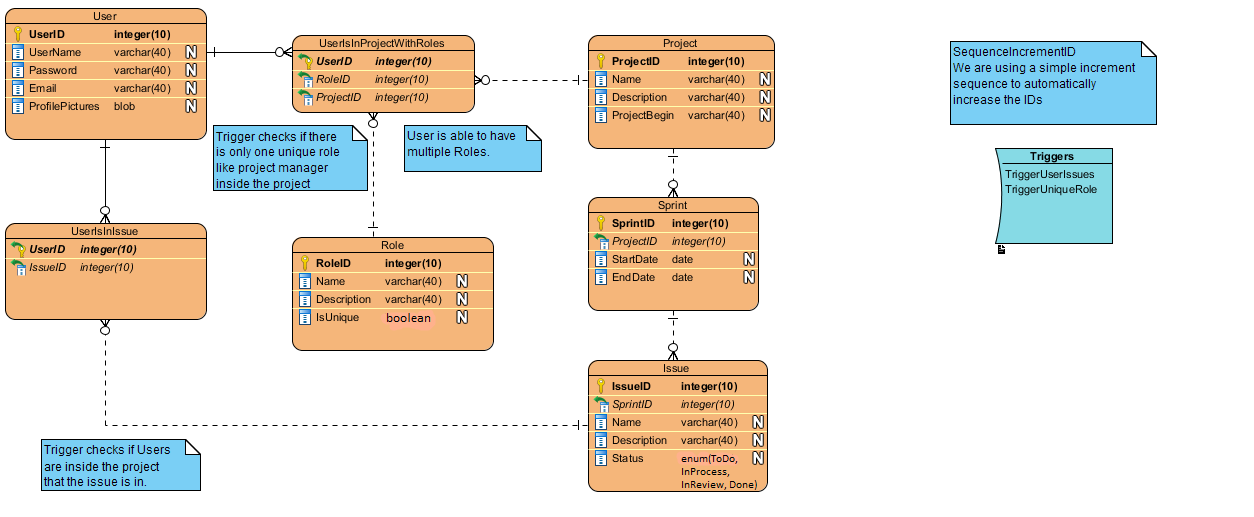 User
UserID integer(10)
UserName varchar(40) N
Password varchar(40) N
Email varchar(40) N
ProfilePictures blob N
UserIsInProjectWithRoles
UserID integer(10)
RoleID integer(10)
ProjectID integer(10)
Project
ProjectID integer(10)
Name varchar(40) N
Description varchar(40) N
ProjectBegin varchar(40) N
SequenceIncrementID
We are using a simple increment
sequence to automatically
increase the IDs
Trigger checks if there
is only one unique role
like project manager
inside the project
User is able to have
multiple Roles.
Triggers
TriggerUserIssues
TriggerUniqueRole
UserIsInIssue
UserID integer(10)
IssueID integer(10)
Role
RoleID integer(10)
Name varchar(40) N
Description varchar(40) N
IsUnique boolean N
Sprint
SprintID integer(10)
ProjectID integer(10)
StartDate date N
EndDate date N
Issue
IssueID integer(10)
SprintID integer(10)
Name varchar(40) N
Description varchar(40) N
Status enum(ToDo, N
InProcess,
InReview, Done)
Trigger checks if Users
are inside the project
that the issue is in.